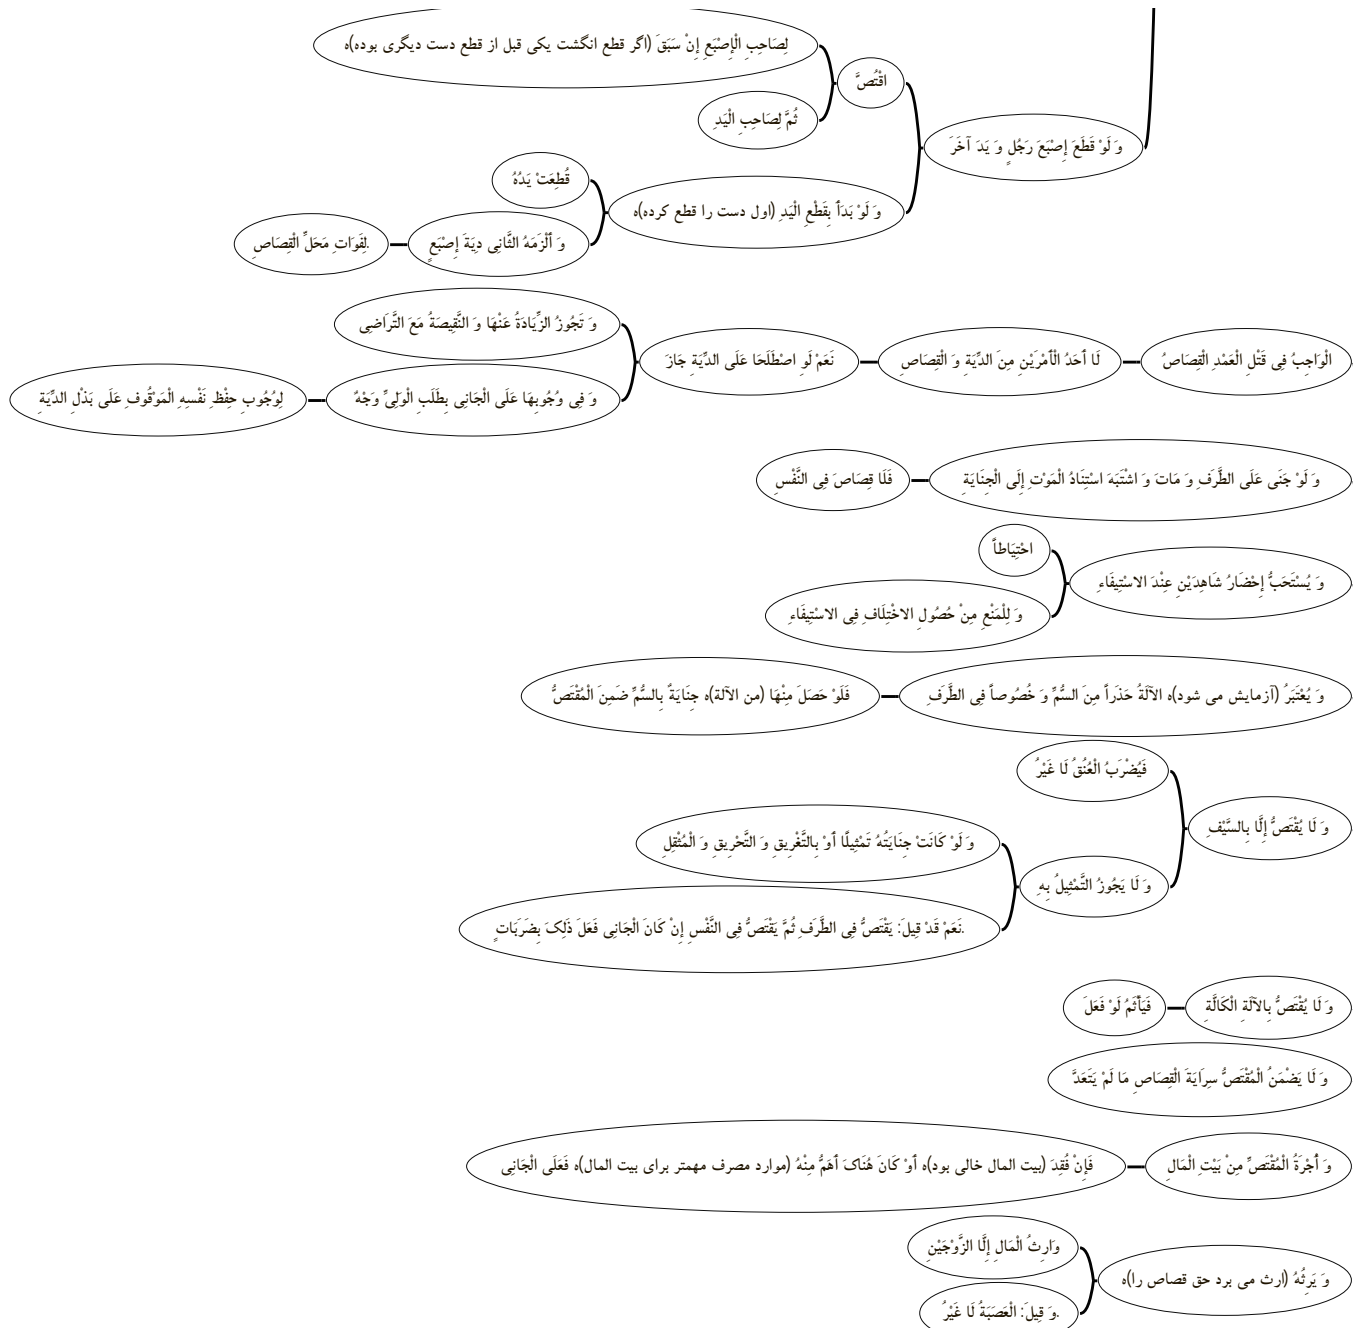 وَ لَوْ قَطَعَ إِصْبَعَ رَجُلٍ وَ يَدَ آخَرَ
اقْتُصَّ
لِصَاحِبِ الْإِصْبَعِ إِنْ سَبَقَ (اگر قطع انگشت یکی قبل از قطع دست دیگری بوده)ه
ثُمَّ لِصَاحِبِ الْيَدِ
وَ لَوْ بَدَأَ بِقَطْعِ الْيَدِ (اول دست را قطع کرده)ه
قُطِعَتْ يَدُهُ
وَ أَلْزَمَهُ الثَّانِی دِيَةَ إِصْبَعٍ
.لِفَوَاتِ مَحَلِّ الْقِصَاصِ
الْوَاجِبُ فِی قَتْلِ الْعَمْدِ الْقِصَاصُ
لَا أَحَدُ الْأَمْرَيْنِ مِنَ الدِّيَةِ وَ الْقِصَاصِ
نَعَمْ لَوِ اصْطَلَحَا عَلَى الدِّيَةِ جَازَ
وَ تَجُوزُ الزِّيَادَةُ عَنْهَا وَ النَّقِيصَةُ مَعَ التَّرَاضِی
وَ فِی وُجُوبِهَا عَلَى الْجَانِی بِطَلَبِ الْوَلِیِّ وَجْهٌ
لِوُجُوبِ حِفْظِ نَفْسِهِ الْمَوْقُوفِ عَلَى بَذْلِ الدِّيَةِ
وَ لَوْ جَنَى عَلَى الطَّرَفِ وَ مَاتَ وَ اشْتَبَهَ اسْتِنَادُ الْمَوْتِ إِلَى الْجِنَايَةِ
فَلَا قِصَاصَ فِی النَّفْسِ
وَ يُسْتَحَبُّ إِحْضَارُ شَاهِدَيْنِ عِنْدَ الاسْتِيفَاءِ
احْتِيَاطاً
وَ لِلْمَنْعِ مِنْ حُصُولِ الاخْتِلَافِ فِی الاسْتِيفَاءِ
وَ يُعْتَبَرُ (آزمایش می شود)ه الآلَةُ حَذَراً مِنَ السُّمِّ وَ خُصُوصاً فِی الطَّرَفِ
فَلَوْ حَصَلَ مِنْهَا (من الآلة)ه جِنَايَةٌ بِالسُّمِّ ضَمِنَ الْمُقْتَصُّ
وَ لَا يُقْتَصُّ إِلَّا بِالسَّيْفِ
فَيُضْرَبُ الْعُنُقُ لَا غَيْرُ
وَ لَا يَجُوزُ التَّمْثِيلُ بِهِ
وَ لَوْ كَانَتْ جِنَايَتُهُ تَمْثِيلًا أَوْ بِالتَّغْرِيقِ وَ التَّحْرِيقِ وَ الْمُثْقِلِ
.نَعَمْ قَدْ قِيلَ: يَقْتَصُّ فِی الطَّرَفِ ثُمَّ يَقْتَصُّ فِی النَّفْسِ إِنْ كَانَ الْجَانِی فَعَلَ ذَلِکَ بِضَرَبَاتٍ
وَ لَا يُقْتَصُّ بِالآلَةِ الْكَالَّةِ
فَيَأْثَمُ لَوْ فَعَلَ
وَ لَا يَضْمَنُ الْمُقْتَصُّ سِرَايَةَ الْقِصَاصِ مَا لَمْ يَتَعَدَّ
وَ أُجْرَةُ الْمُقْتَصِّ مِنْ بَيْتِ الْمَالِ
فَإِنْ فُقِدَ (بیت المال خالی بود)ه أَوْ كَانَ هُنَاکَ أَهَمُّ مِنْهُ (موارد مصرف مهمتر برای بیت المال)ه فَعَلَى الْجَانِی
وَ يَرِثُهُ (ارث می برد حق قصاص را)ه
وَارِثُ الْمَالِ إِلَّا الزَّوْجَيْنِ
.وَ قِيلَ: الْعَصَبَةُ لَا غَيْرُ